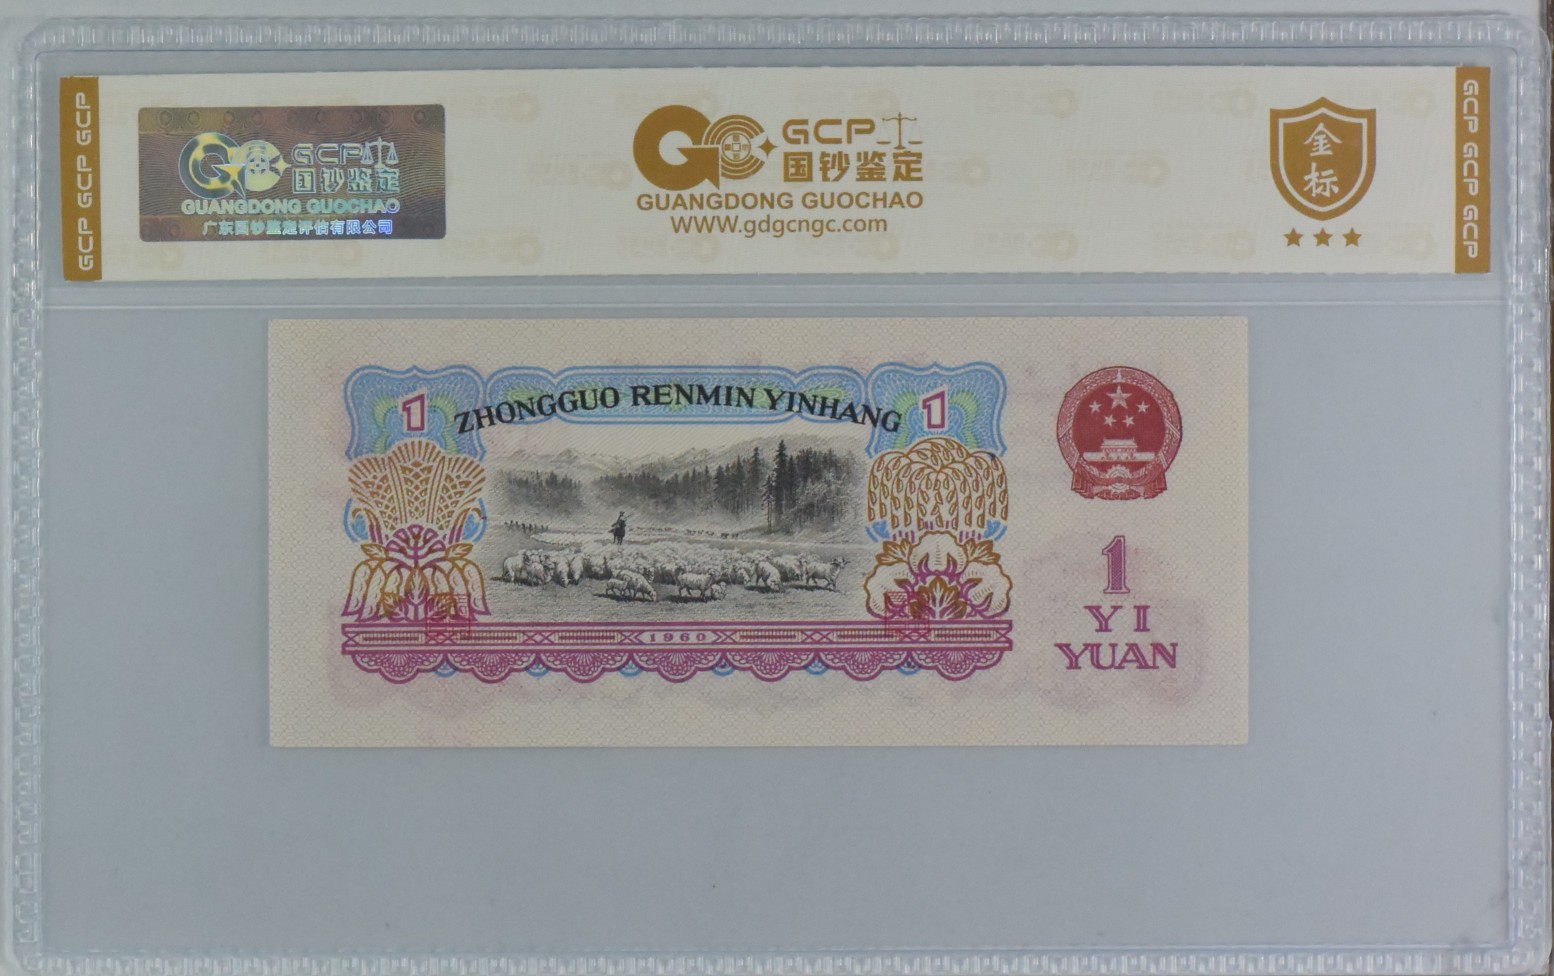 GCP GCP GCP
GCP
国钞鉴定
GUANGDONG GUOCHAO
广东国钞鉴定评估有限公司
GCP
国钞鉴定
GUANGDONG GUOCHAO
WWW.gdgcngc.com
金
标
GCP GCP GCP
1
ZHONGGUO RENMIN YINHANG
1
1960
1
YI
YUAN